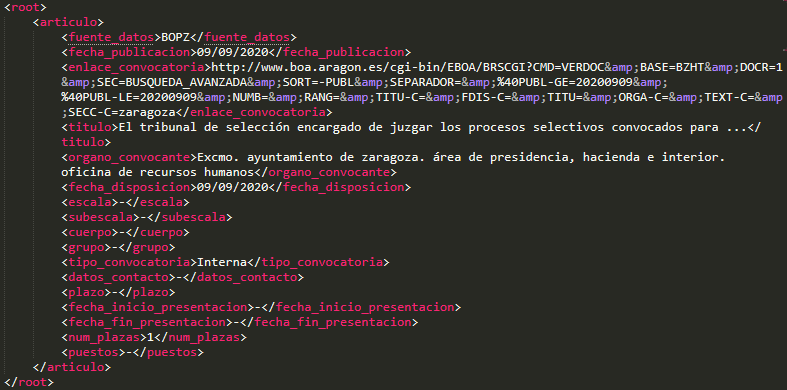 <root>
<articulo>
<fuente_datos>BOPZ</fuente_datos>
<fecha_publicacion>09/09/2020</fecha_publicacion>
<enlace_convocatoria>http://www.boa.aragon.es/cgi-bin/EBOA/BRSCGI?CMD=VERDOC&amp;BASE=BZHT&amp;DOCR=1
&amp;SEC=BUSQUEDA_AVANZADA&amp;SORT=-PUBL&amp;SEPARADOR=&amp;%40PUBL-GE=20200909&amp;
%40PUBL-LE=20200909&amp;NUMB=&amp;RANG=&amp;TITU-C=&amp;FDIS-C=&amp;TITU=&amp;ORGA-C=&amp;TEXT-C=&amp
;SECC-C=zaragoza</enlace_convocatoria>
<titulo>El tribunal de selección encargado de juzgar los procesos selectivos convocados para ...</
titulo>
<organo_convocante>Excmo. ayuntamiento de zaragoza. área de presidencia, hacienda e interior.
oficina de recursos humanos</organo_convocante>
<fecha_disposicion>09/09/2020</fecha_disposicion>
<escala>-</escala>
<subescala>-</subescala>
<cuerpo>-</cuerpo>
<grupo>-</grupo>
<tipo_convocatoria>Interna</tipo_convocatoria>
<datos_contacto>-</datos_contacto>
<plazo>-</plazo>
<fecha_inicio_presentacion>-</fecha_inicio_presentacion>
<fecha_fin_presentacion>-</fecha_fin_presentacion>
<num_plazas>1</num_plazas>
<puestos>-</puestos>
</articulo>
</root>